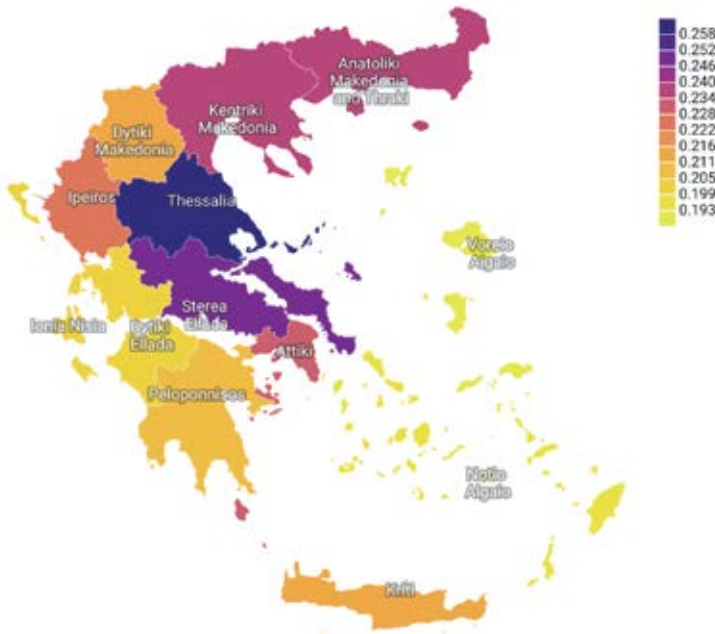 Anatoliki
Makedonia
and Thraki
Kentriki
Makedonia
Dytiki
Makedonia
Ipeiros
Thessalia
Voreio
Aigaio
Sterea
Ellada
Ionia Nisia
Dytiki
Ellada
Attiki
Peloponnisos
Notio
Aigaio
Kriti
0.258
0.252
0.246
0.240
0.234
0.228
0.222
0.216
0.211
0.205
0.199
0.193